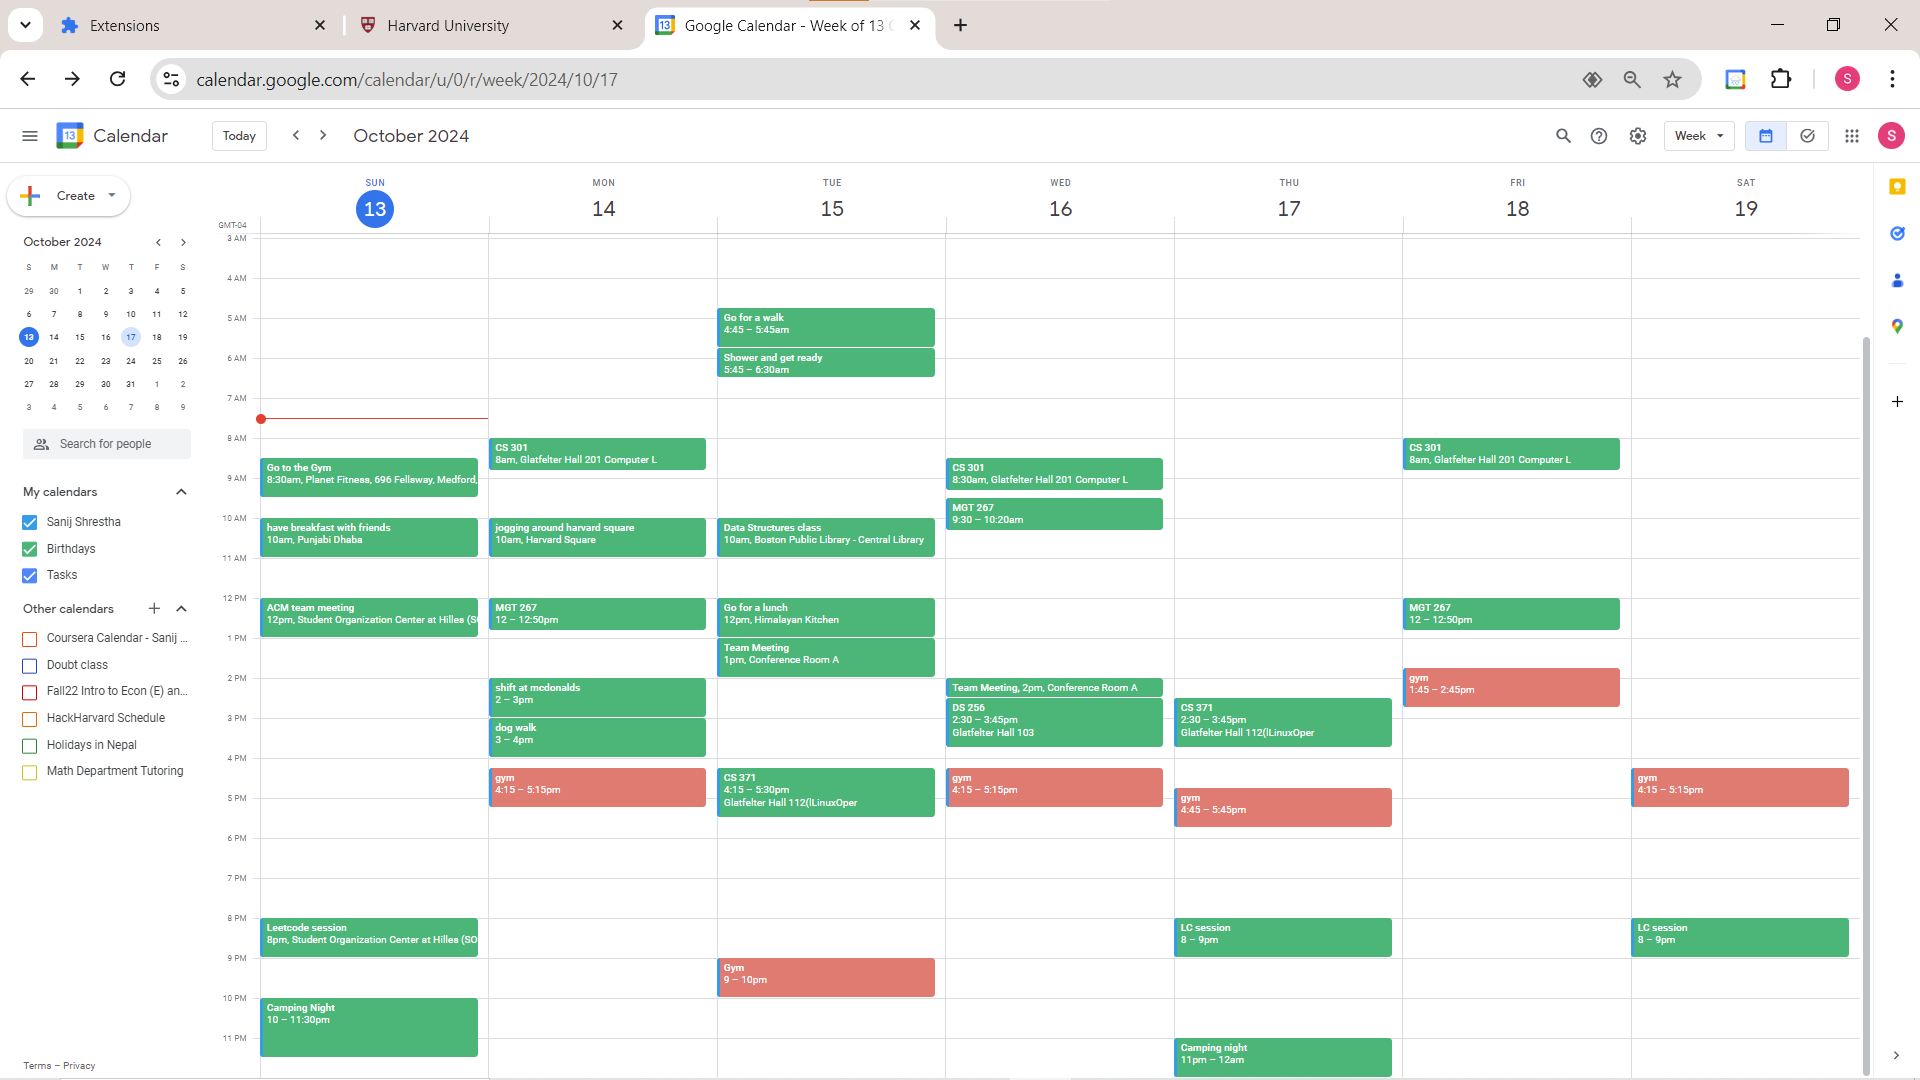 Extensions
Harvard University
Google Calendar - Week of 13
calendar.google.com/calendar/u/0/r/week/2024/10/17
S
13
Calendar
Today
October 2024
Week
S
Create
GMT-04
SUN
13
MON
14
TUE
15
WED
16
THU
17
FRI
18
SAT
19
October 2024
S M T W T F S
29 30 1 2 3 4 5
6 7 8 9 10 11 12
13 14 15 16 17 18 19
20 21 22 23 24 25 26
27 28 29 30 31 1 2
3 4 5 6 7 8 9
Search for people
My calendars
Sanij Shrestha
Birthdays
Tasks
Other calendars
Coursera Calendar - Sanij ...
Doubt class
Fall22 Intro to Econ (E) an...
HackHarvard Schedule
Holidays in Nepal
Math Department Tutoring
Terms – Privacy
3 AM
4 AM
5 AM
6 AM
7 AM
8 AM
9 AM
10 AM
11 AM
12 PM
1 PM
2 PM
3 PM
4 PM
5 PM
6 PM
7 PM
8 PM
9 PM
10 PM
11 PM
Go to the Gym
8:30am, Planet Fitness, 696 Fellsway, Medford,
have breakfast with friends
10am, Punjabi Dhaba
ACM team meeting
12pm, Student Organization Center at Hilles (S
Leetcode session
8pm, Student Organization Center at Hilles (SO
Camping Night
10 – 11:30pm
CS 301
8am, Glatfelter Hall 201 Computer L
jogging around harvard square
10am, Harvard Square
MGT 267
12 – 12:50pm
shift at mcdonalds
2 – 3pm
dog walk
3 – 4pm
gym
4:15 – 5:15pm
Go for a walk
4:45 – 5:45am
Shower and get ready
5:45 – 6:30am
Data Structures class
10am, Boston Public Library - Central Library
Go for a lunch
12pm, Himalayan Kitchen
Team Meeting
1pm, Conference Room A
CS 371
4:15 – 5:30pm
Glatfelter Hall 112(lLinuxOper
Gym
9 – 10pm
CS 301
8:30am, Glatfelter Hall 201 Computer L
MGT 267
9:30 – 10:20am
Team Meeting, 2pm, Conference Room A
DS 256
2:30 – 3:45pm
Glatfelter Hall 103
gym
4:15 – 5:15pm
CS 371
2:30 – 3:45pm
Glatfelter Hall 112(lLinuxOper
gym
4:45 – 5:45pm
LC session
8 – 9pm
Camping night
11pm – 12am
CS 301
8am, Glatfelter Hall 201 Computer L
MGT 267
12 – 12:50pm
gym
1:45 – 2:45pm
gym
4:15 – 5:15pm
LC session
8 – 9pm